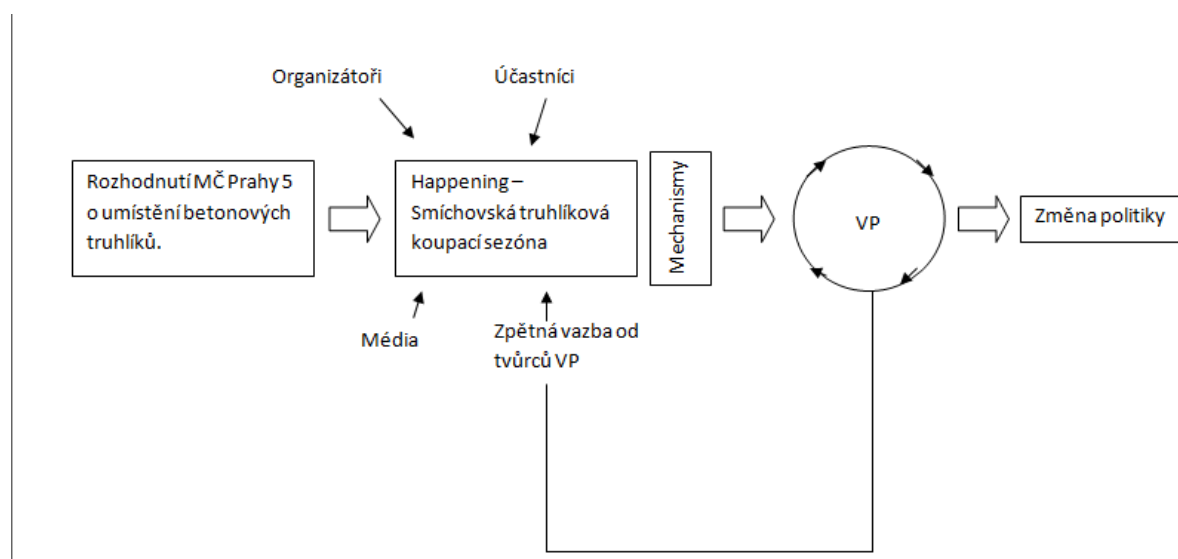 Organizátoři
Účastníci
Rozhodnutí MČ Prahy 5
o umístění betonových
truhlíků.
Happening –
Smíchovská truhlíková
koupací sezóna
Mechanismy
VP
Změna politiky
Média
Zpětná vazba od
tvůrců VP